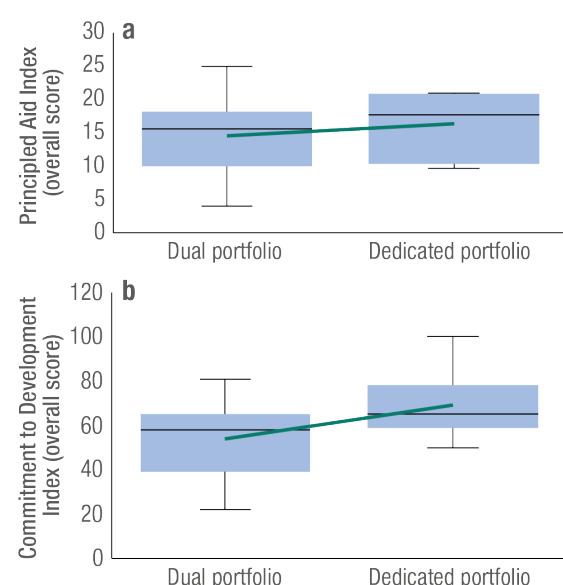 a
Principled Aid Index
(overall score)
30
25
20
15
10
5
0
Dual portfolio
Dedicated portfolio
b
Commitment to Development
Index (overall score)
120
100
80
60
40
20
0
Dual portfolio
Dedicated portfolio